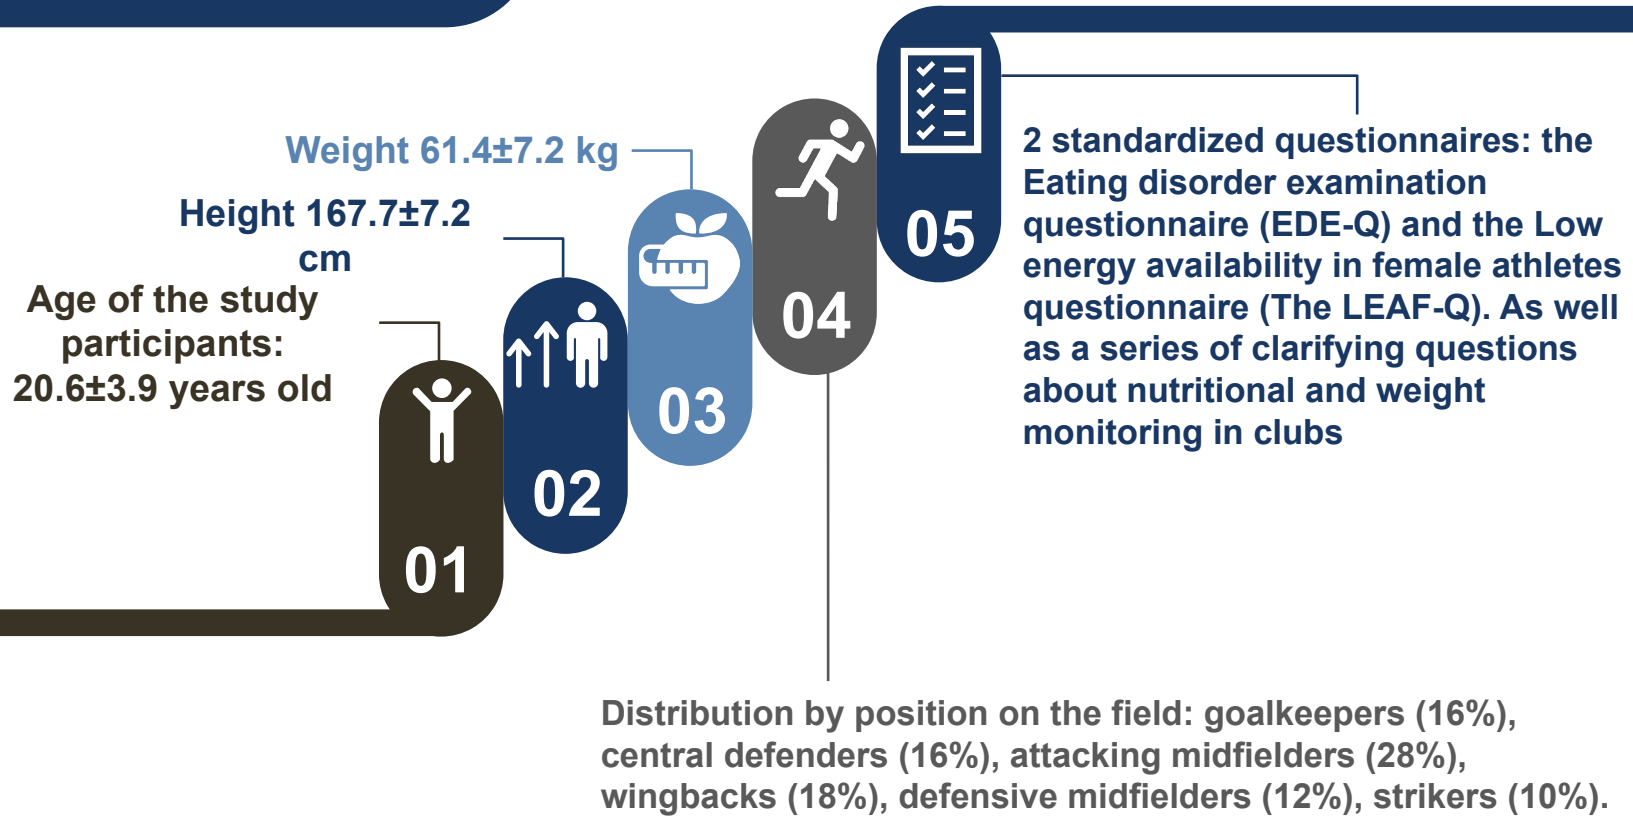 Age of the study
participants:
20.6±3.9 years old
01
Height 167.7±7.2
cm
02
Weight 61.4±7.2 kg
03
04
Distribution by position on the field: goalkeepers (16%),
central defenders (16%), attacking midfielders (28%),
wingbacks (18%), defensive midfielders (12%), strikers (10%).
05
2 standardized questionnaires: the
Eating disorder examination
questionnaire (EDE-Q) and the Low
energy availability in female athletes
questionnaire (The LEAF-Q). As well
as a series of clarifying questions
about nutritional and weight
monitoring in clubs